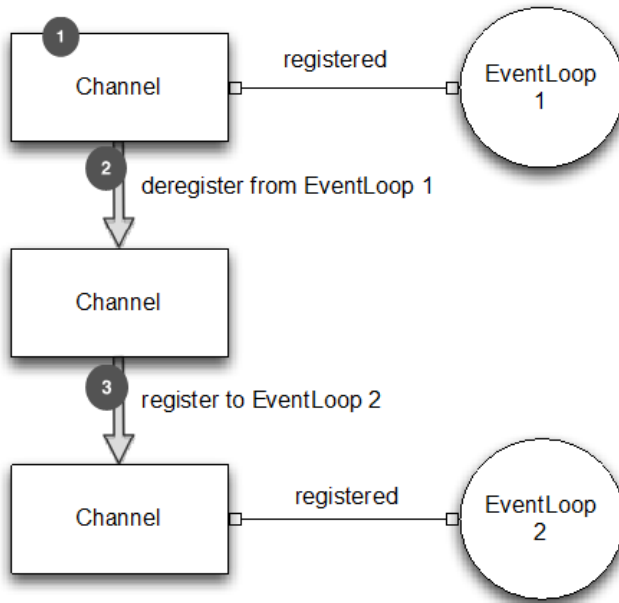 1
Channel
registered
EventLoop
1
2
deregister from EventLoop 1
Channel
3
register to EventLoop 2
Channel
registered
EventLoop
2